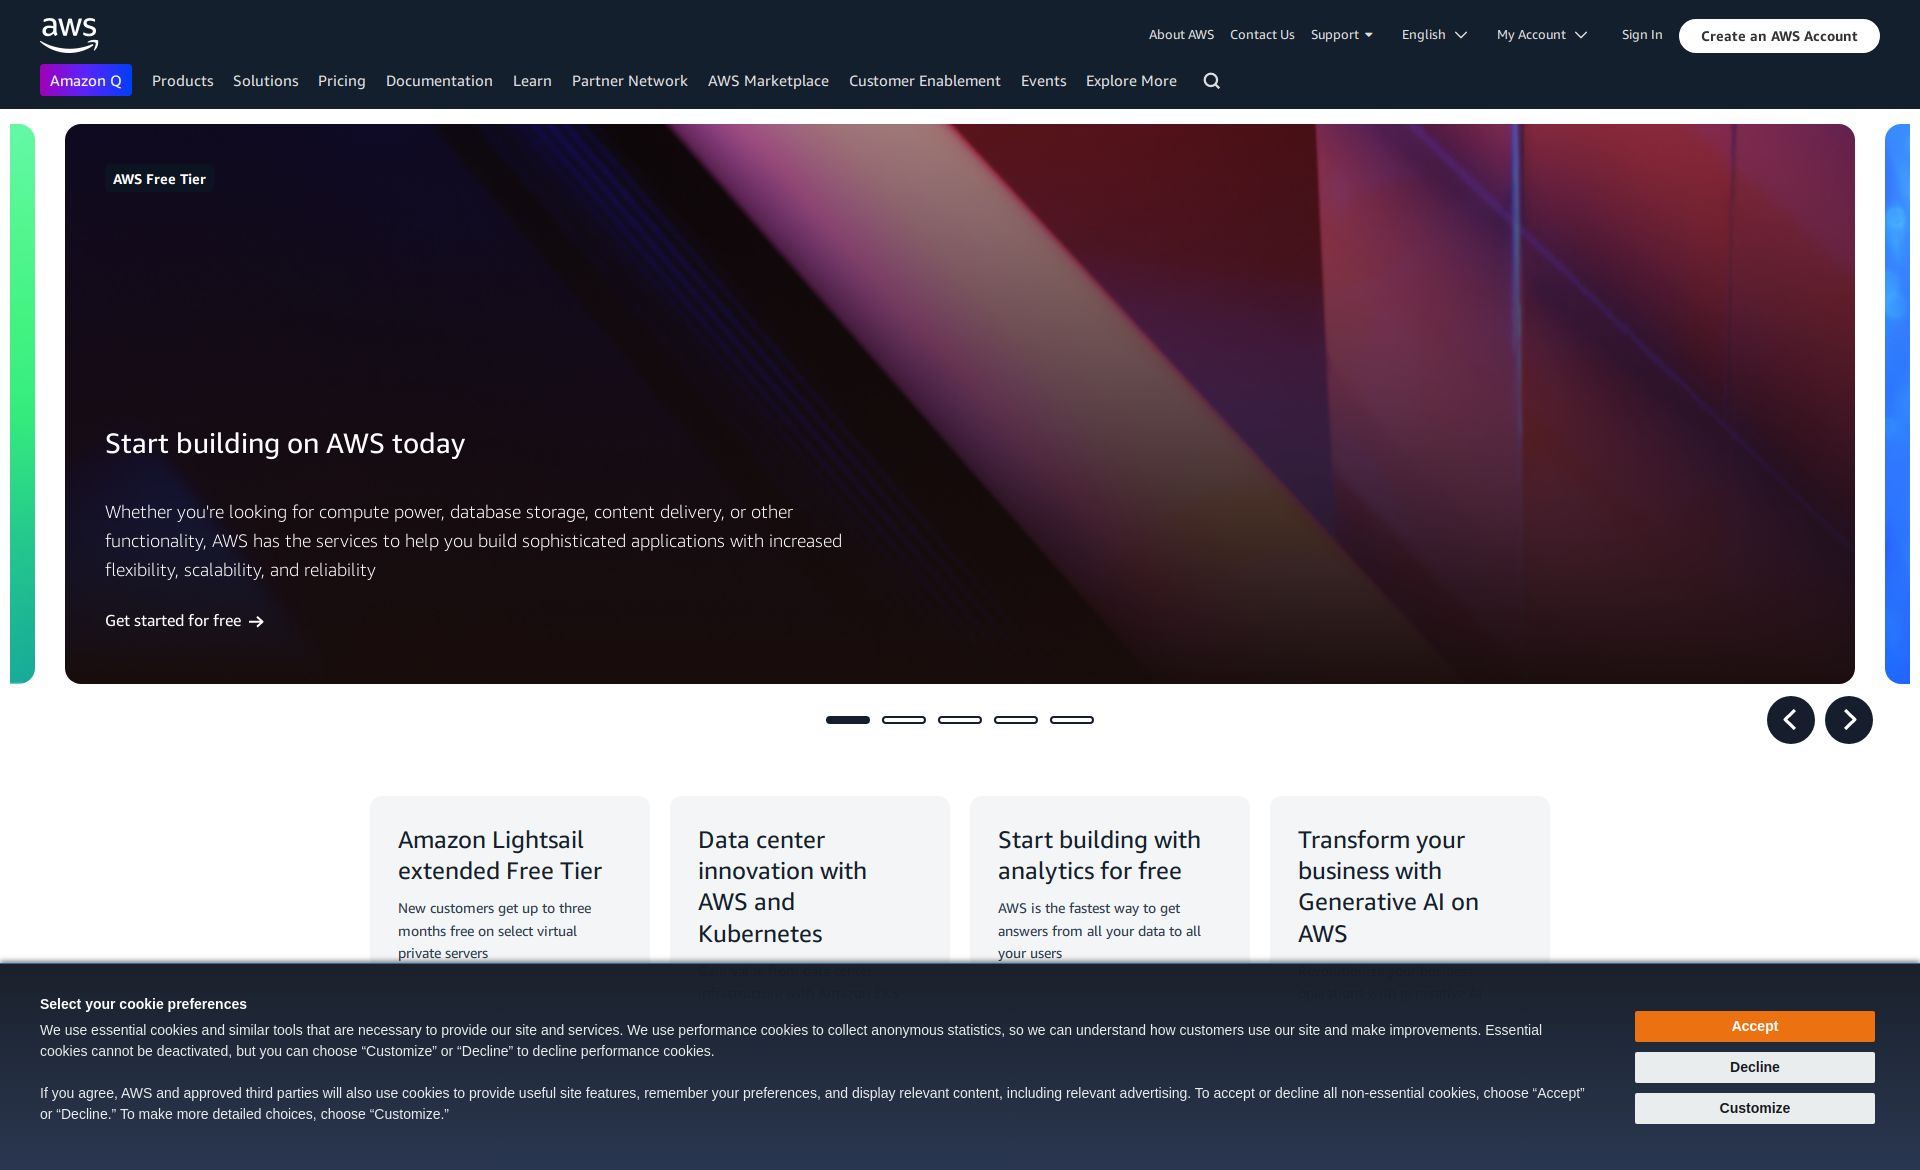 aws
About AWS
Contact Us
Support
English
My Account
Sign In
Create an AWS Account
Amazon Q
Products
Solutions
Pricing
Documentation
Learn
Partner Network
AWS Marketplace
Customer Enablement
Events
Explore More
AWS Free Tier
Start building on AWS today
Whether you're looking for compute power, database storage, content delivery, or other
functionality, AWS has the services to help you build sophisticated applications with increased
flexibility, scalability, and reliability
Get started for free
Amazon Lightsail
extended Free Tier
New customers get up to three
months free on select virtual
private servers
Data center
innovation with
AWS and
Kubernetes
Start building with
analytics for free
AWS is the fastest way to get
answers from all your data to all
your users
Transform your
business with
Generative AI on
AWS
Select your cookie preferences
We use essential cookies and similar tools that are necessary to provide our site and services. We use performance cookies to collect anonymous statistics, so we can understand how customers use our site and make improvements. Essential
cookies cannot be deactivated, but you can choose “Customize” or “Decline” to decline performance cookies.
If you agree, AWS and approved third parties will also use cookies to provide useful site features, remember your preferences, and display relevant content, including relevant advertising. To accept or decline all non-essential cookies, choose “Accept”
or “Decline.” To make more detailed choices, choose “Customize.”
Accept
Decline
Customize